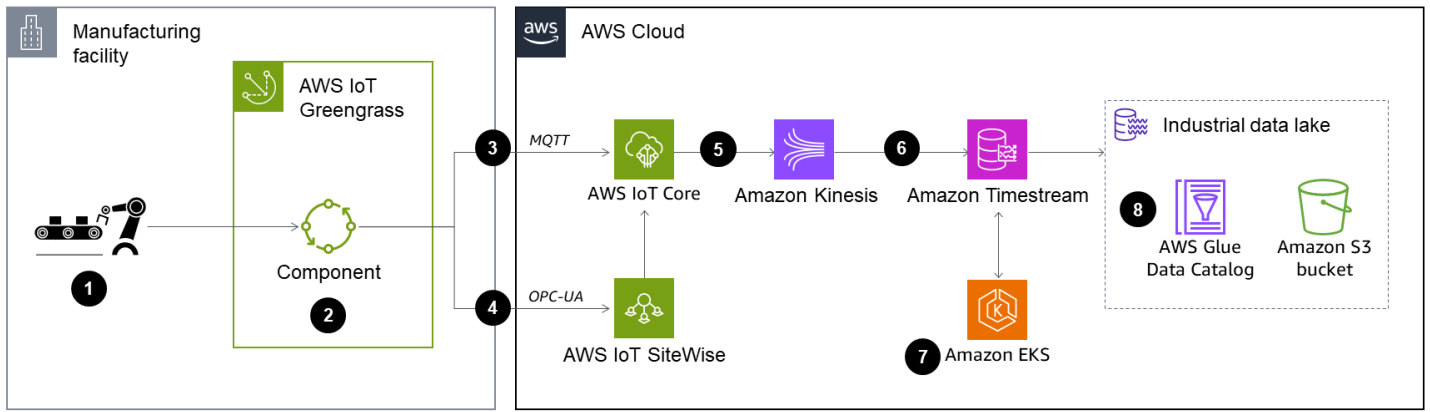 Manufacturing
facility
aws
AWS Cloud
AWS IoT
Greengrass
3
MQTT
5
6
Industrial data lake
AWS IoT Core
Amazon Kinesis
Amazon Timestream
8
AWS Glue
Data Catalog
Amazon S3
bucket
Component
1
2
4
OPC-UA
K
AWS IoT SiteWise
7
Amazon EKS